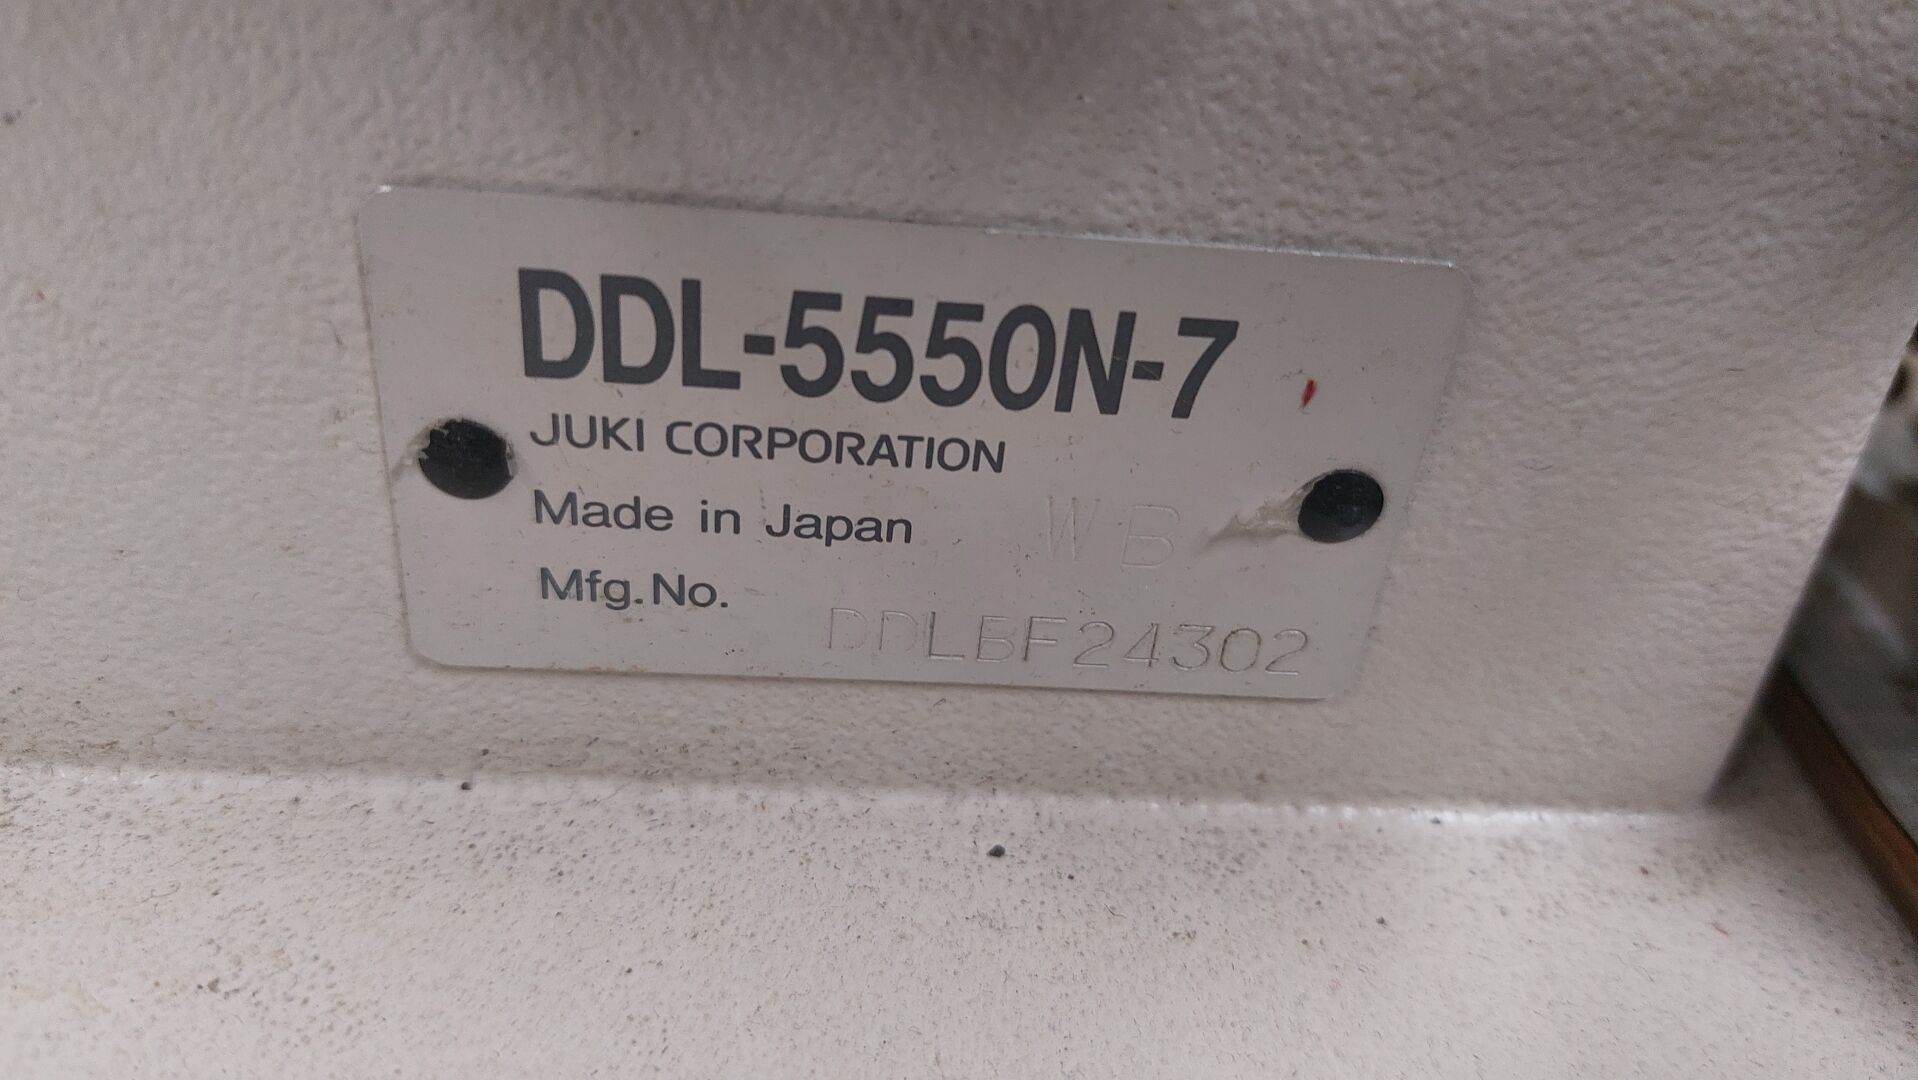 DDL-5550N-7
JUKI CORPORATION
Made in Japan WB
Mfg.No. DDLBF24302